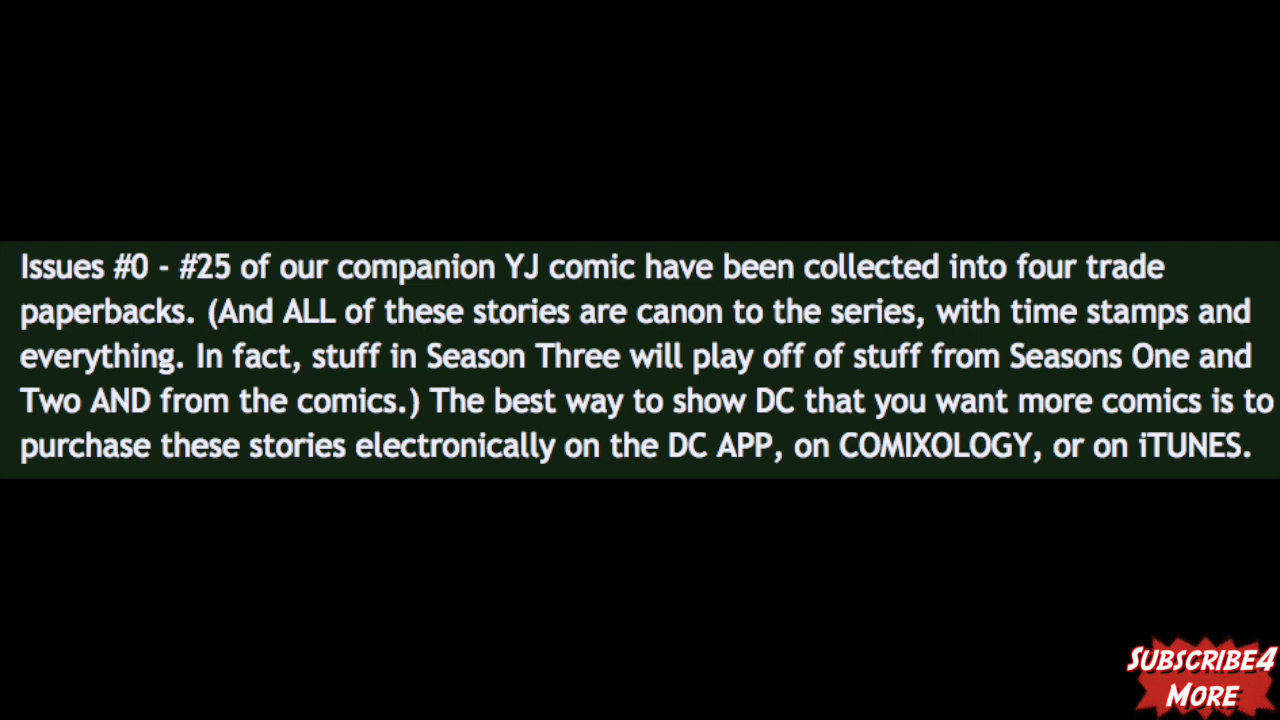 Issues #0 - #25 of our companion YJ comic have been collected into four trade
paperbacks. (And ALL of these stories are canon to the series, with time stamps and
everything. In fact, stuff in Season Three will play off of stuff from Seasons One and
Two AND from the comics.) The best way to show DC that you want more comics is to
purchase these stories electronically on the DC APP, on COMIXOLOGY, or on iTUNES.
SUBSCRIBE4
MORE